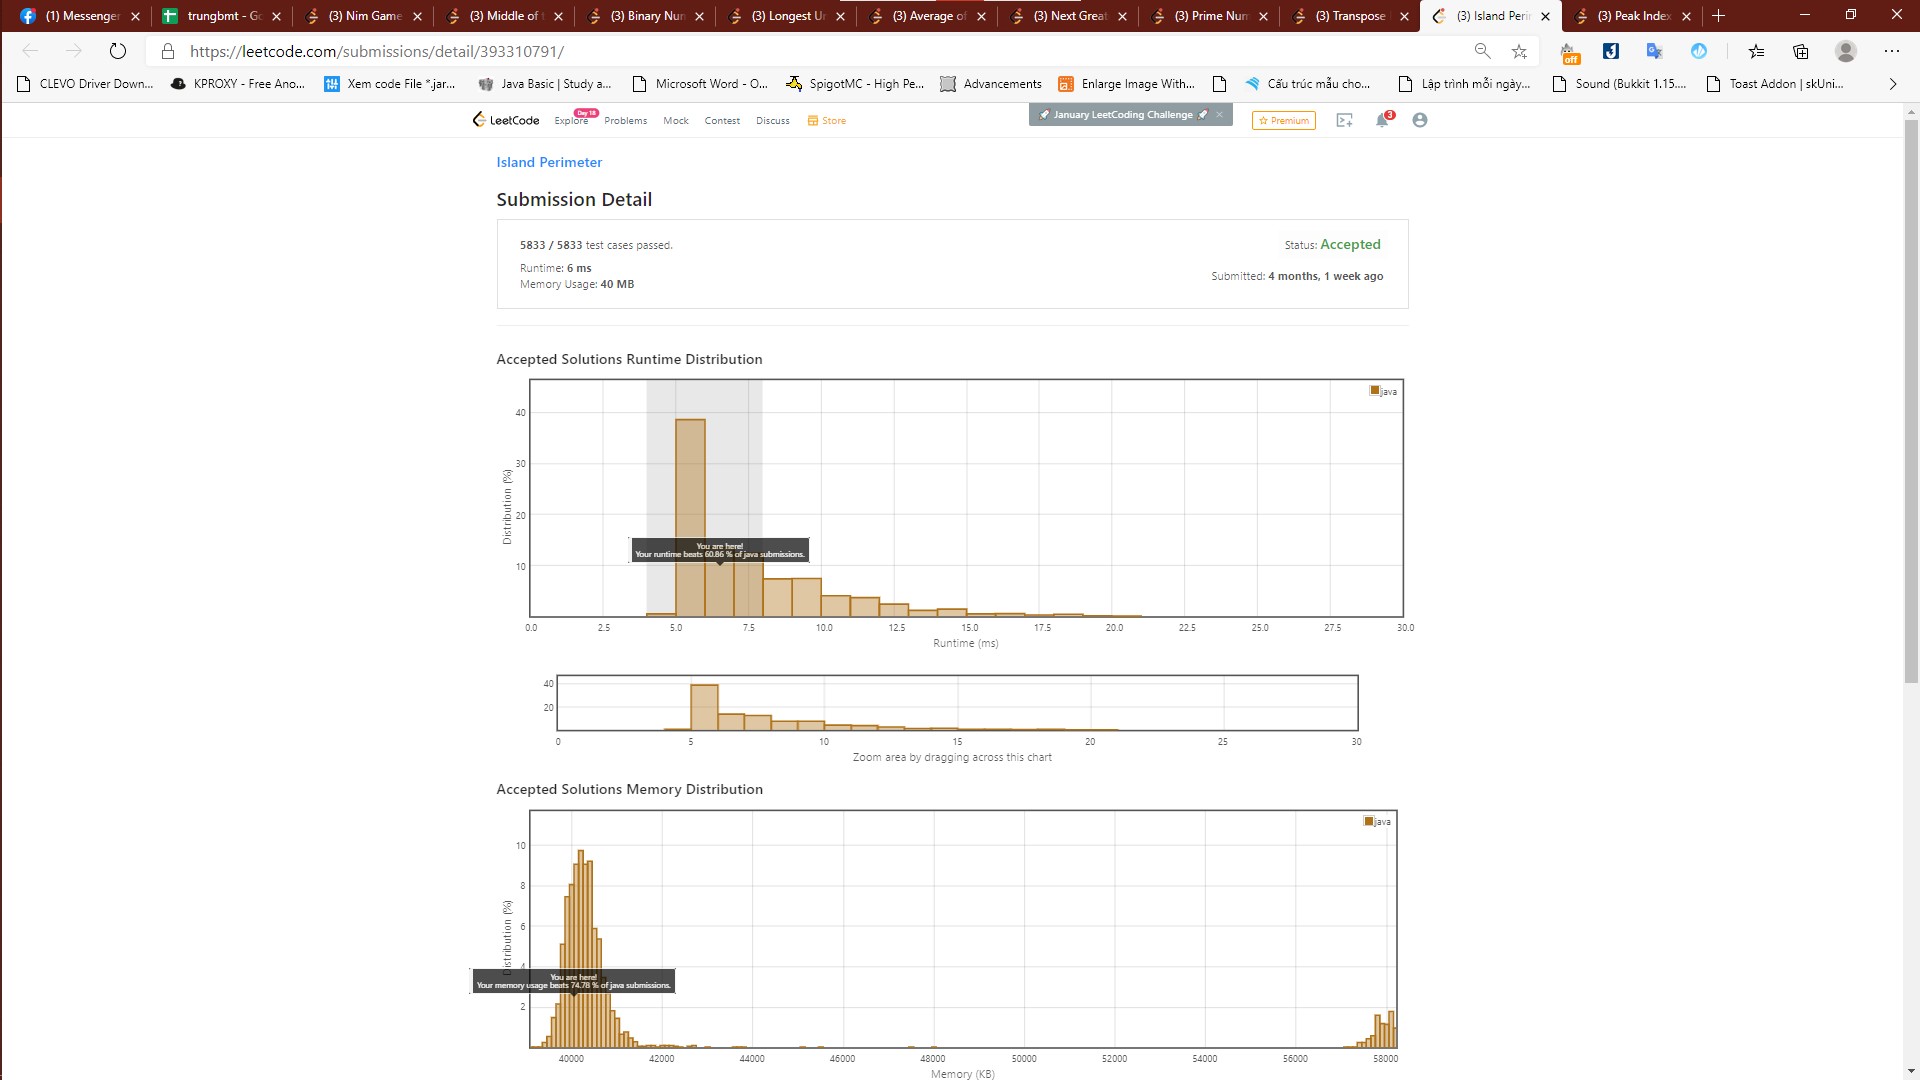 (1) Messenger
trungbmt - Go
(3) Nim Game
(3) Middle of t
(3) Binary Num
(3) Longest Un
(3) Average of
(3) Next Great
(3) Prime Num
(3) Transpose
(3) Island Perim
(3) Peak Index
https://leetcode.com/submissions/detail/393310791/
off
CLEVO Driver Down...
KPROXY - Free Ano...
Xem code File *.jar...
Java Basic | Study a...
Microsoft Word - O...
SpigotMC - High Pe...
Advancements
Enlarge Image With...
Cấu trúc mẫu cho...
Lập trình mỗi ngày...
Sound (Bukkit 1.15....
Toast Addon | skUni...
LeetCode
Explore
Day 18
Problems
Mock
Contest
Discuss
Store
January LeetCoding Challenge
Premium
3
Island Perimeter
Submission Detail
5833 / 5833 test cases passed.
Status: Accepted
Runtime: 6 ms
Memory Usage: 40 MB
Submitted: 4 months, 1 week ago
Accepted Solutions Runtime Distribution
java
40
30
20
10
Distribution (%)
You are here!
Your runtime beats 60.86 % of java submissions.
0.0 2.5 5.0 7.5 10.0 12.5 15.0 17.5 20.0 22.5 25.0 27.5 30.0
Runtime (ms)
40
20
0 5 10 15 20 25 30
Zoom area by dragging across this chart
Accepted Solutions Memory Distribution
java
10
8
6
4
2
Distribution (%)
You are here!
Your memory usage beats 74.78 % of java submissions.
40000 42000 44000 46000 48000 50000 52000 54000 56000 58000
Memory (KB)